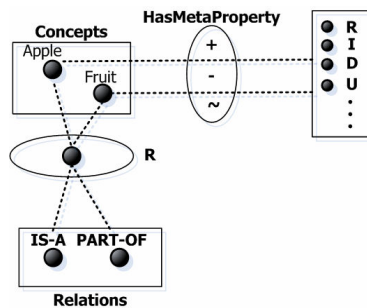 HasMetaProperty
Concepts
Apple
Fruit
+
-
~
R
I
D
U
.
.
.
R
IS-A PART-OF
Relations